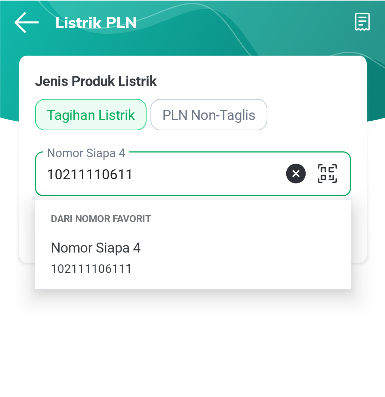 Listrik PLN
Jenis Produk Listrik
Tagihan Listrik PLN Non-Taglis
Nomor Siapa 4
10211110611
DARI NOMOR FAVORIT
Nomor Siapa 4
102111106111